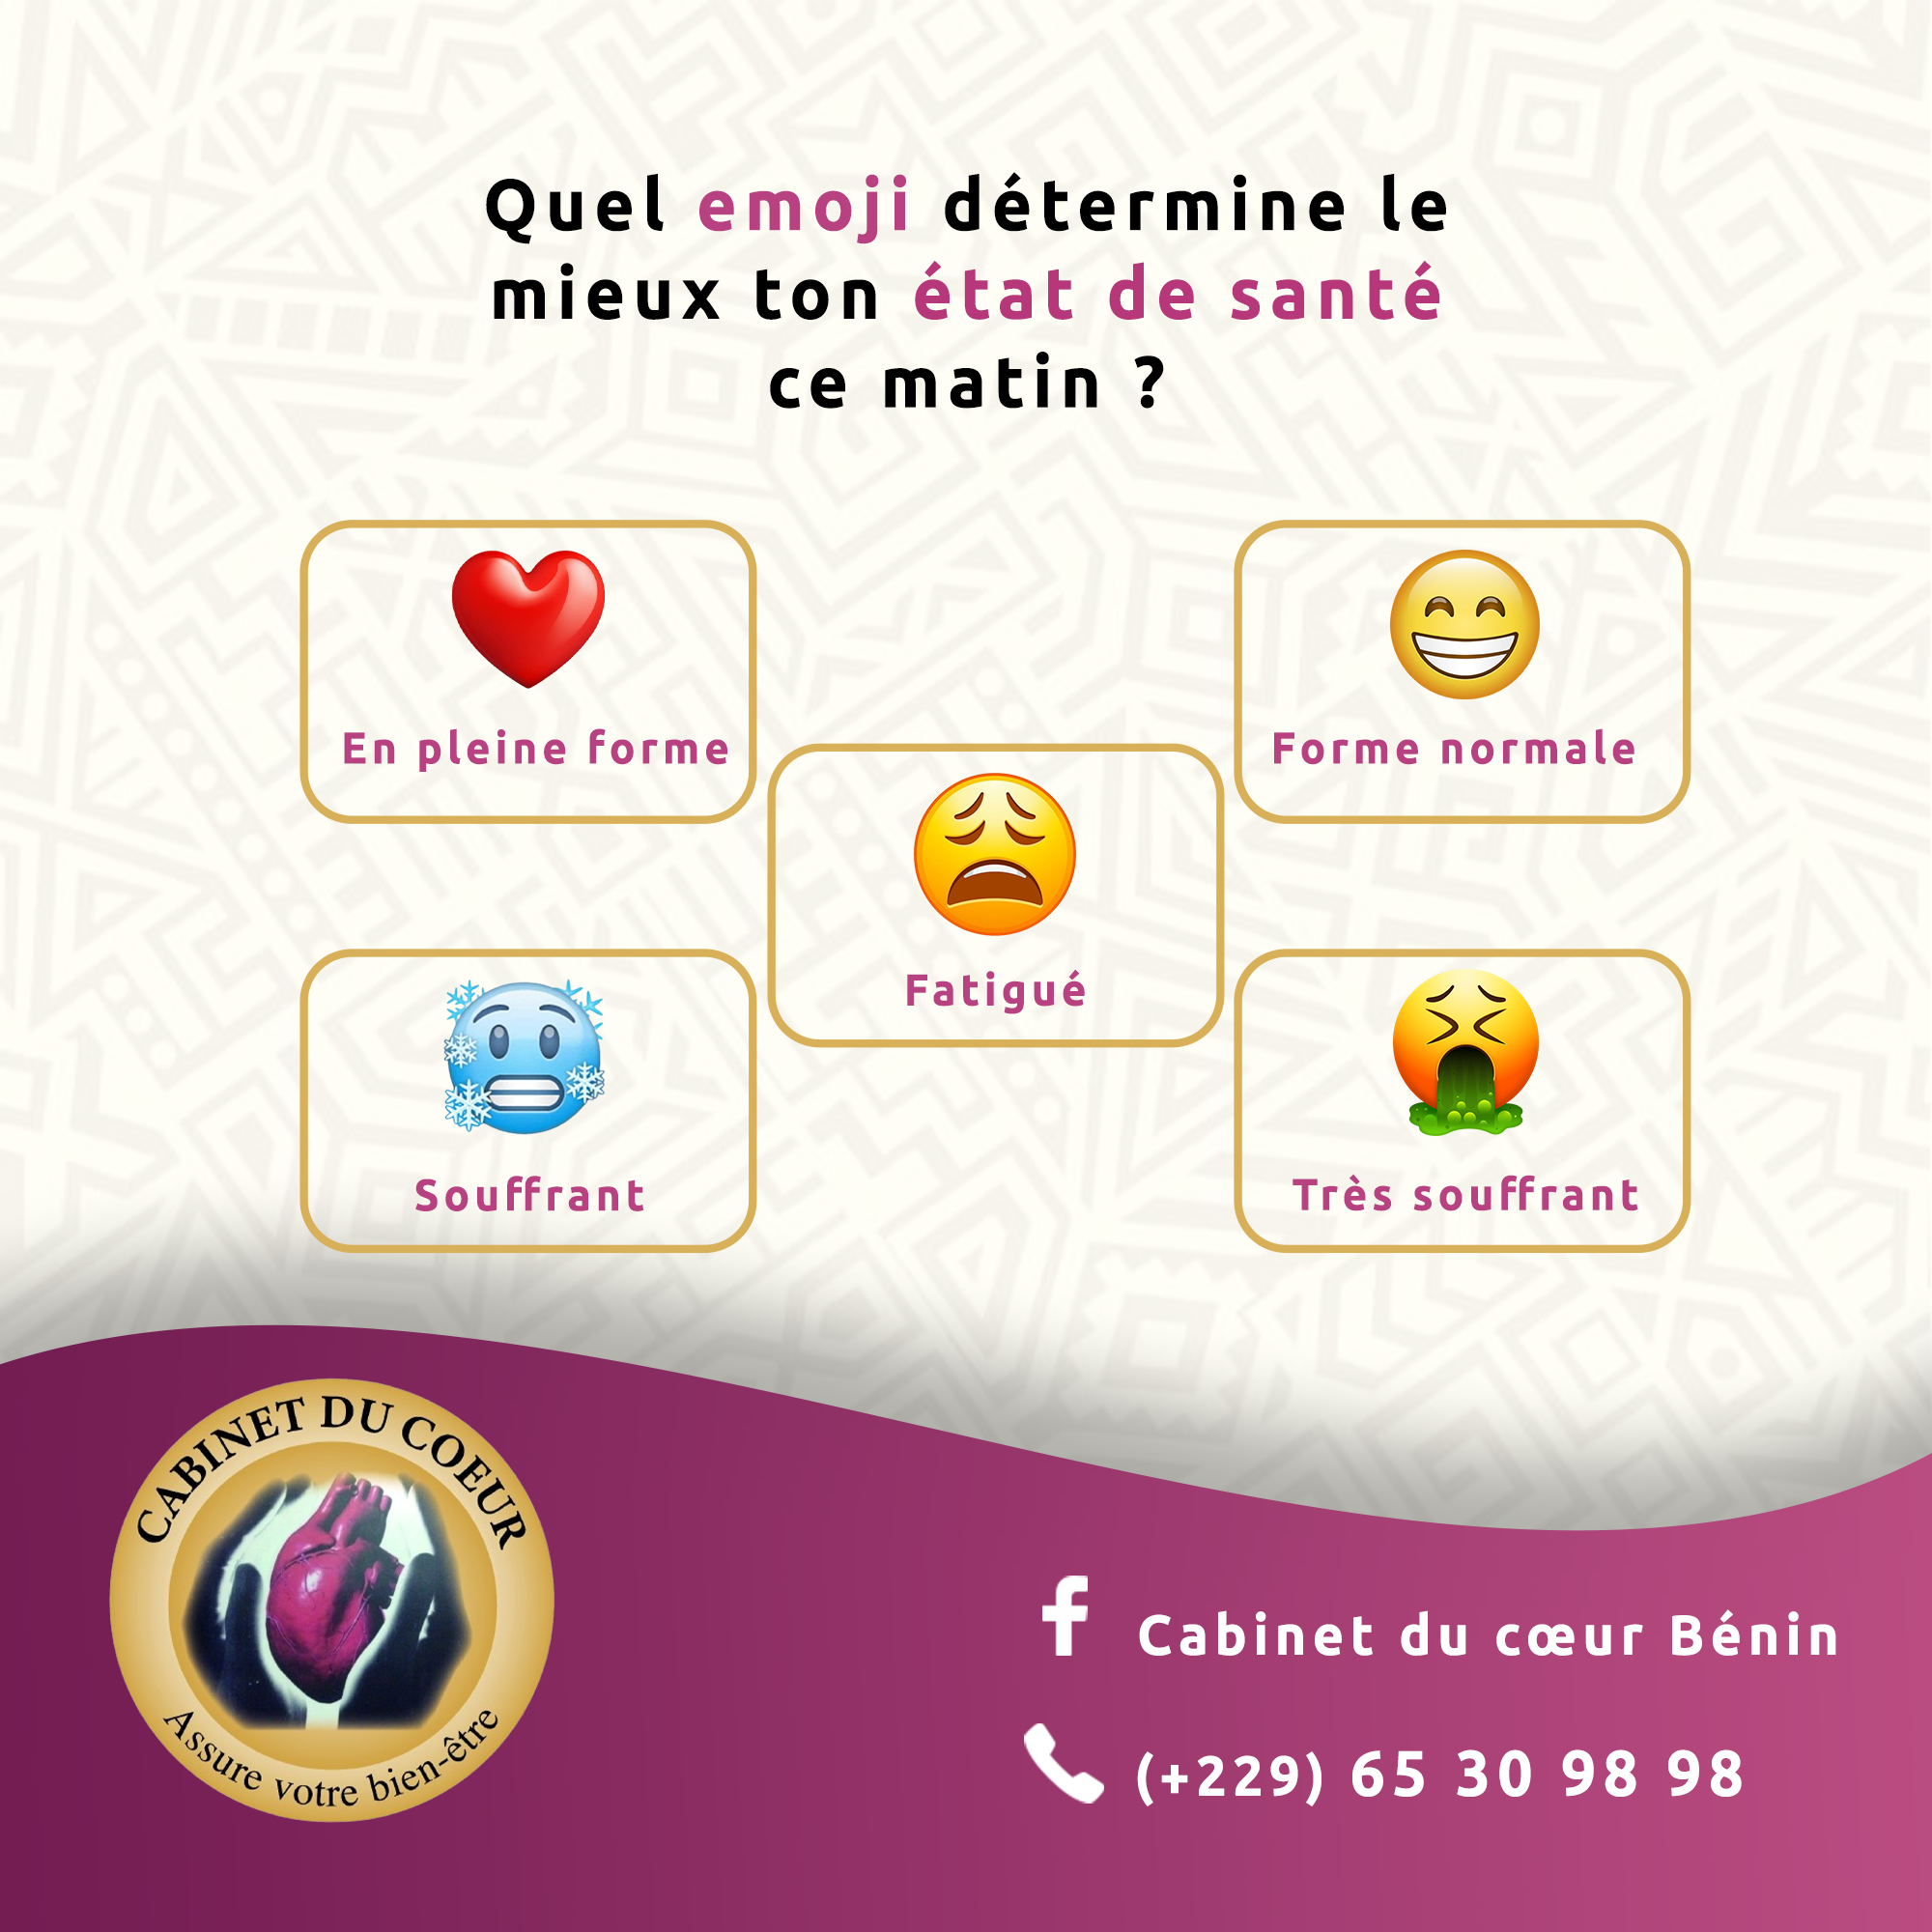 Quel emoji détermine le
mieux ton état de santé
ce matin ?
En pleine forme
Forme normale
Fatigué
Souffrant
Très souffrant
CABINET DU COEUR
Assure votre bien-être
Cabinet du cœur Bénin
(+229) 65 30 98 98